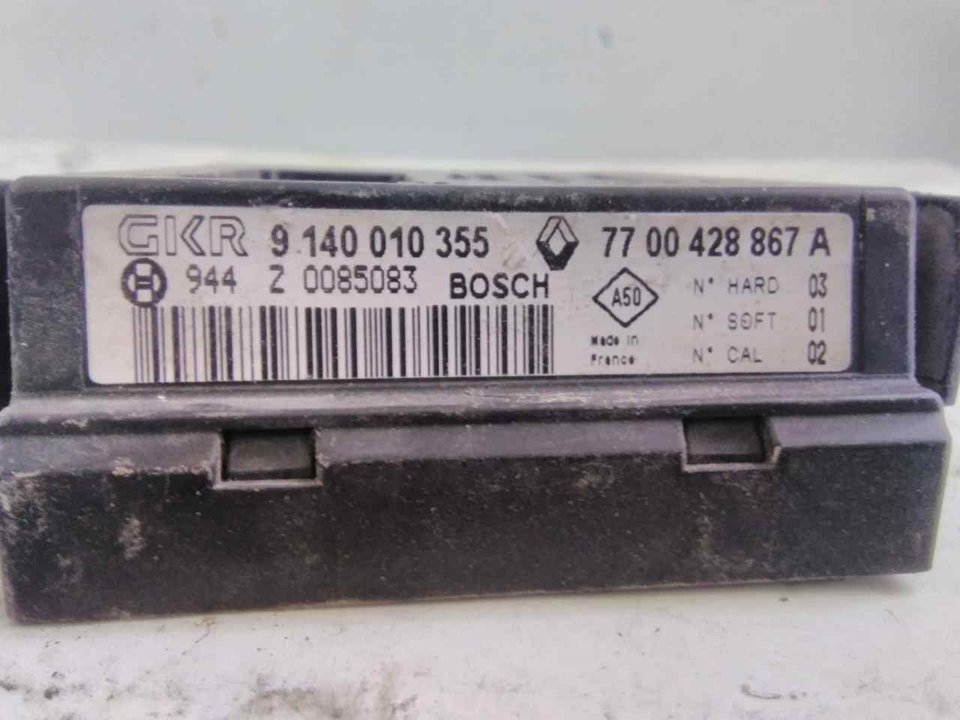 GKR 9 140 010 355 77 00 428 867 A
944 Z 0085083 BOSCH
A50
Made in
France
N° HARD 03
N° SOFT 01
N° CAL 02